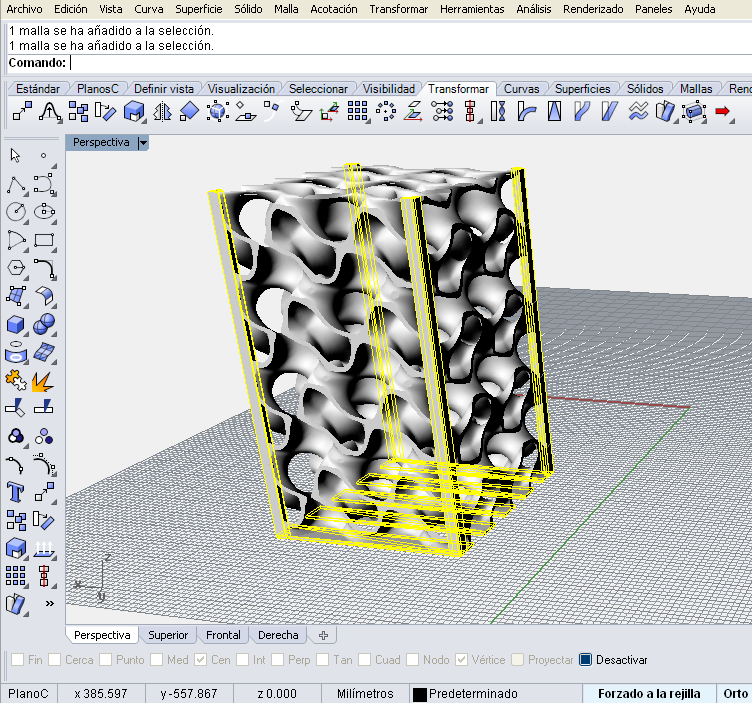 Archivo Edición Vista Curva Superficie Sólido Malla Acotación Transformar Herramientas Análisis Renderizado Paneles Ayuda
1 malla se ha añadido a la selección.
1 malla se ha añadido a la selección.
Comando:
Estándar PlanosC Definir vista Visualización Seleccionar Visibilidad Transformar Curvas Superficies Sólidos Mallas Reno
Perspectiva
z
x
y
Perspectiva Superior Frontal Derecha
Fin Cerca Punto Med Cen Int Perp Tan Cuad Nodo Vértice Proyectar Desactivar
PlanoC x 385.597 y -557.867 z 0.000 Milímetros Predeterminado Forzado a la rejilla Orto